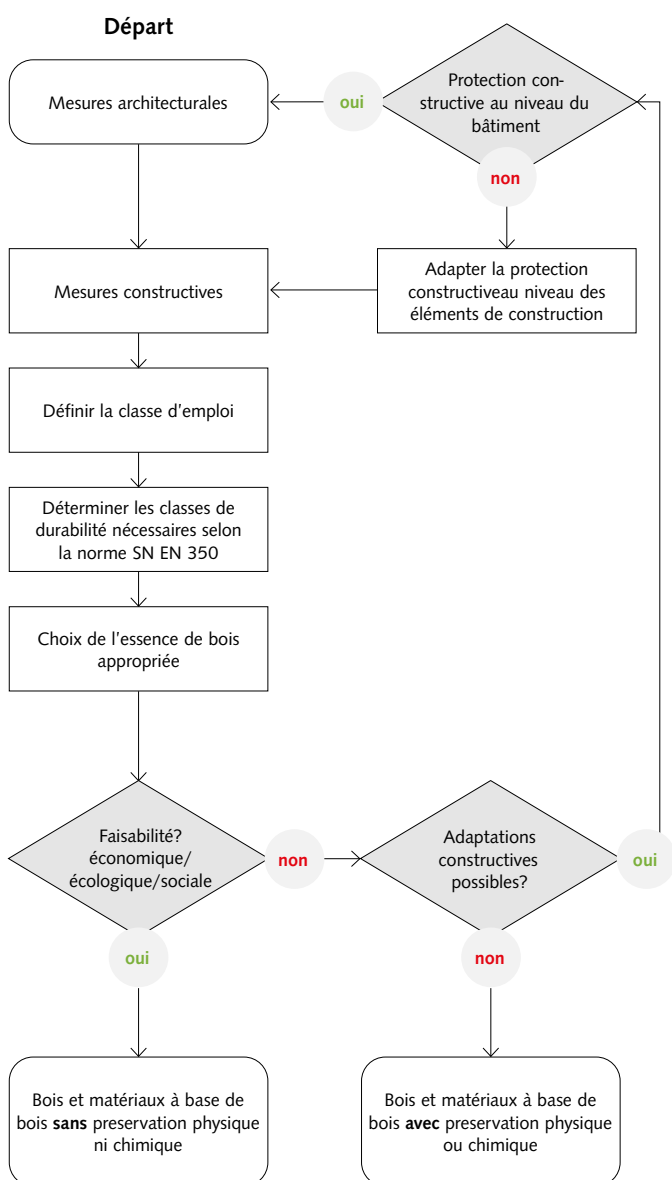 Départ
Mesures architecturales
oui
Protection con-
structive au niveau du
bâtiment
non
Mesures constructives
Adapter la protection
constructiveau niveau des
éléments de construction
Définir la classe d'emploi
Déterminer les classes de
durabilité nécessaires selon
la norme SN EN 350
Choix de l'essence de bois
appropriée
Faisabilité?
économique/
écologique/sociale
non
Adaptations
constructives
possibles?
oui
oui
non
Bois et matériaux à base de
bois sans preservation physique
ni chimique
Bois et matériaux à base de
bois avec preservation physique
ou chimique